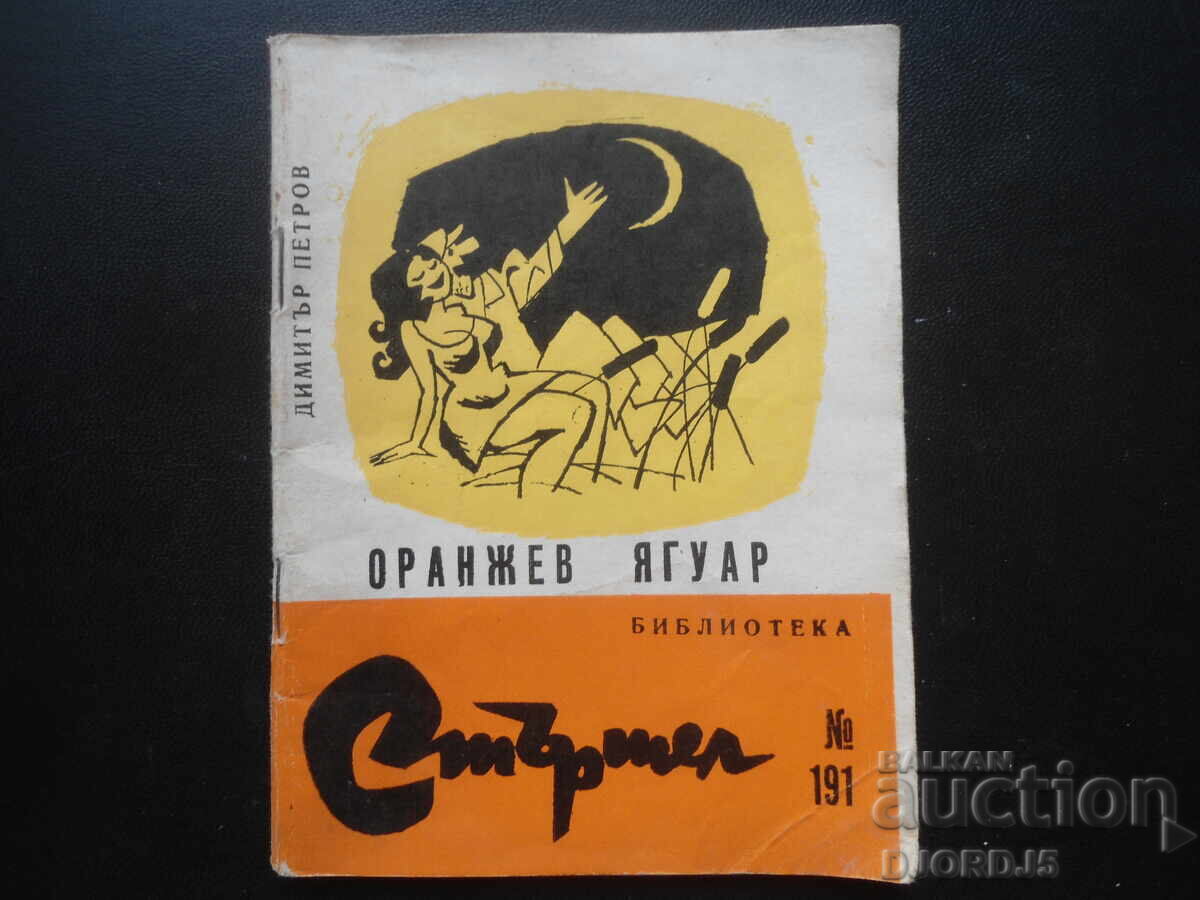 ДИМИТЪР ПЕТРОВ
ОРАНЖЕВ ЯГУАР
БИБЛИОТЕКА
Стършел
№
191
BALKAN
auction
DJORDJ5